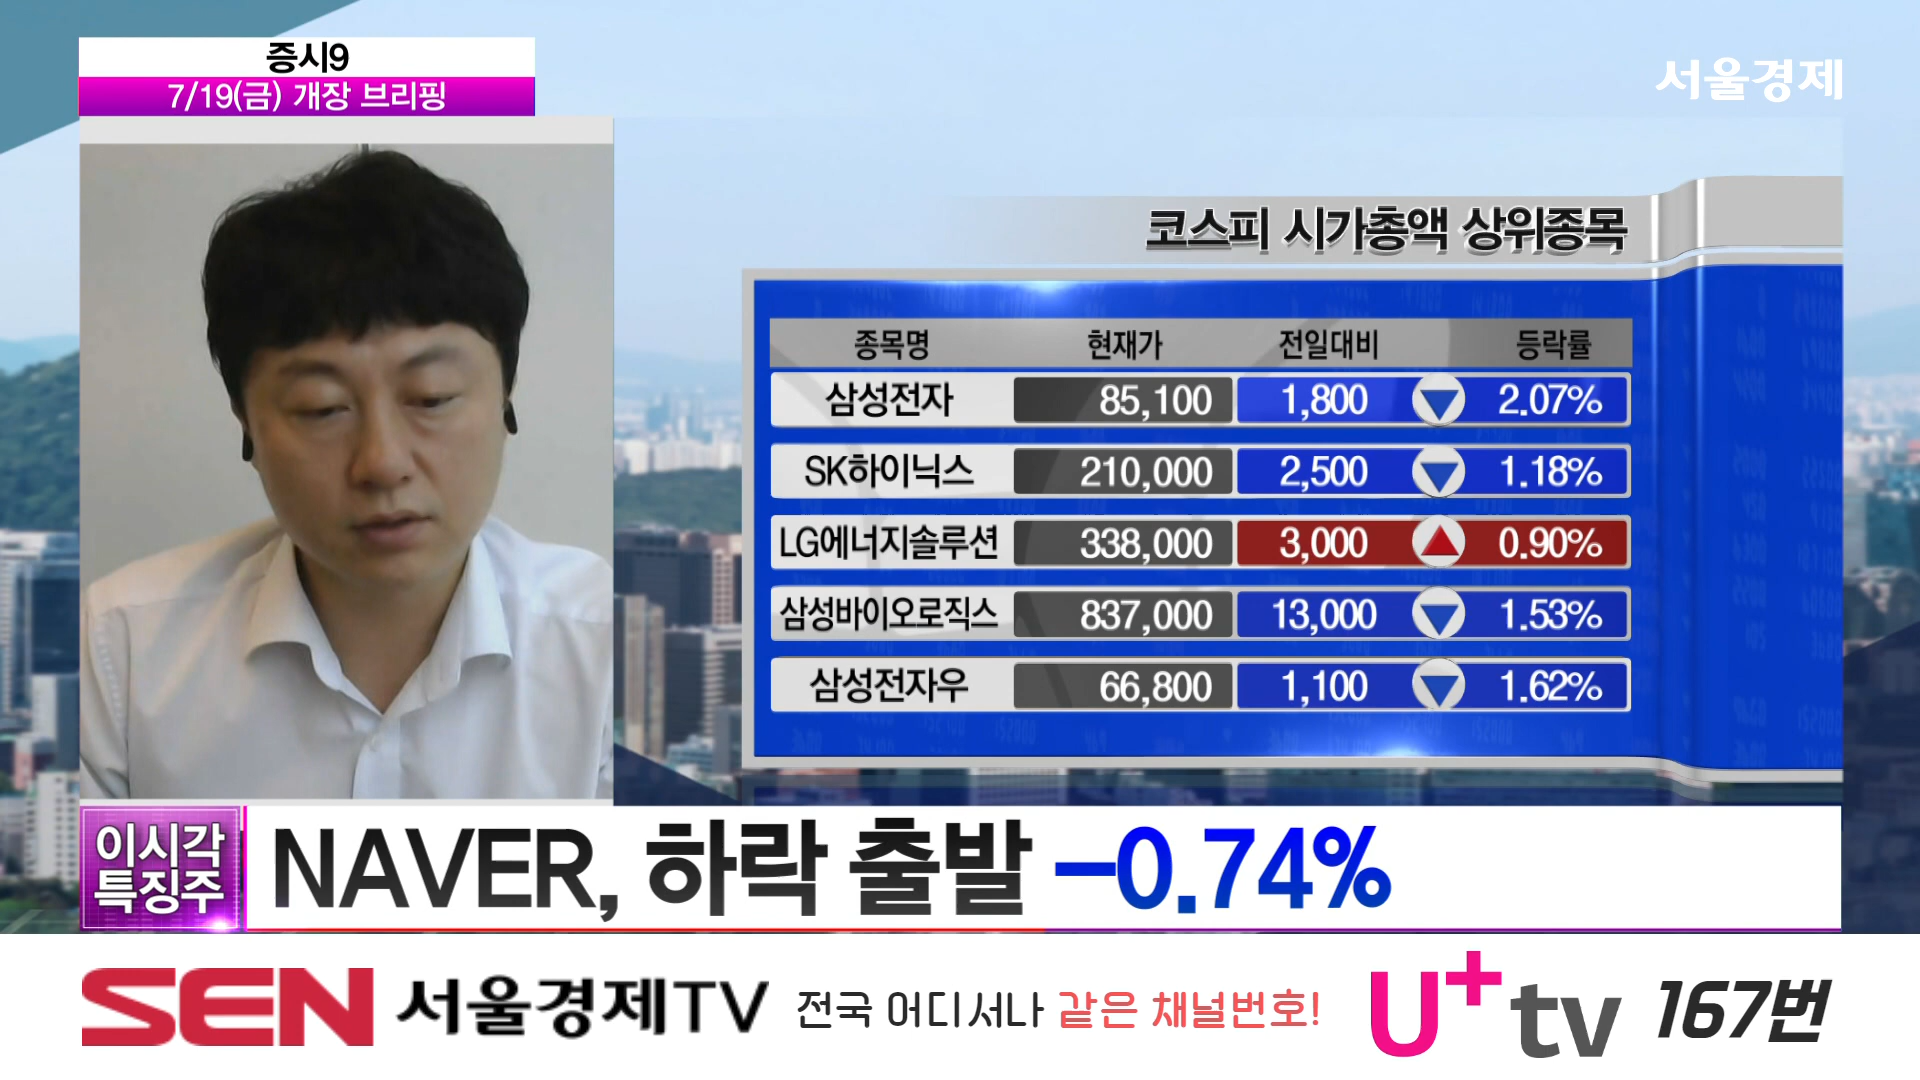 증시9
7/19(금) 개장 브리핑
서울경제
코스피 시가총액 상위종목
종목명 현재가 전일대비 등락률
삼성전자 85,100 1,800 ▼ 2.07%
SK하이닉스 210,000 2,500 ▼ 1.18%
LG에너지솔루션 338,000 3,000 ▲ 0.90%
삼성바이오로직스 837,000 13,000 ▼ 1.53%
삼성전자우 66,800 1,100 ▼ 1.62%
이시각
특징주
NAVER, 하락 출발 -0.74%
SEN 서울경제TV 전국 어디서나 같은 채널번호! U+tv 167번